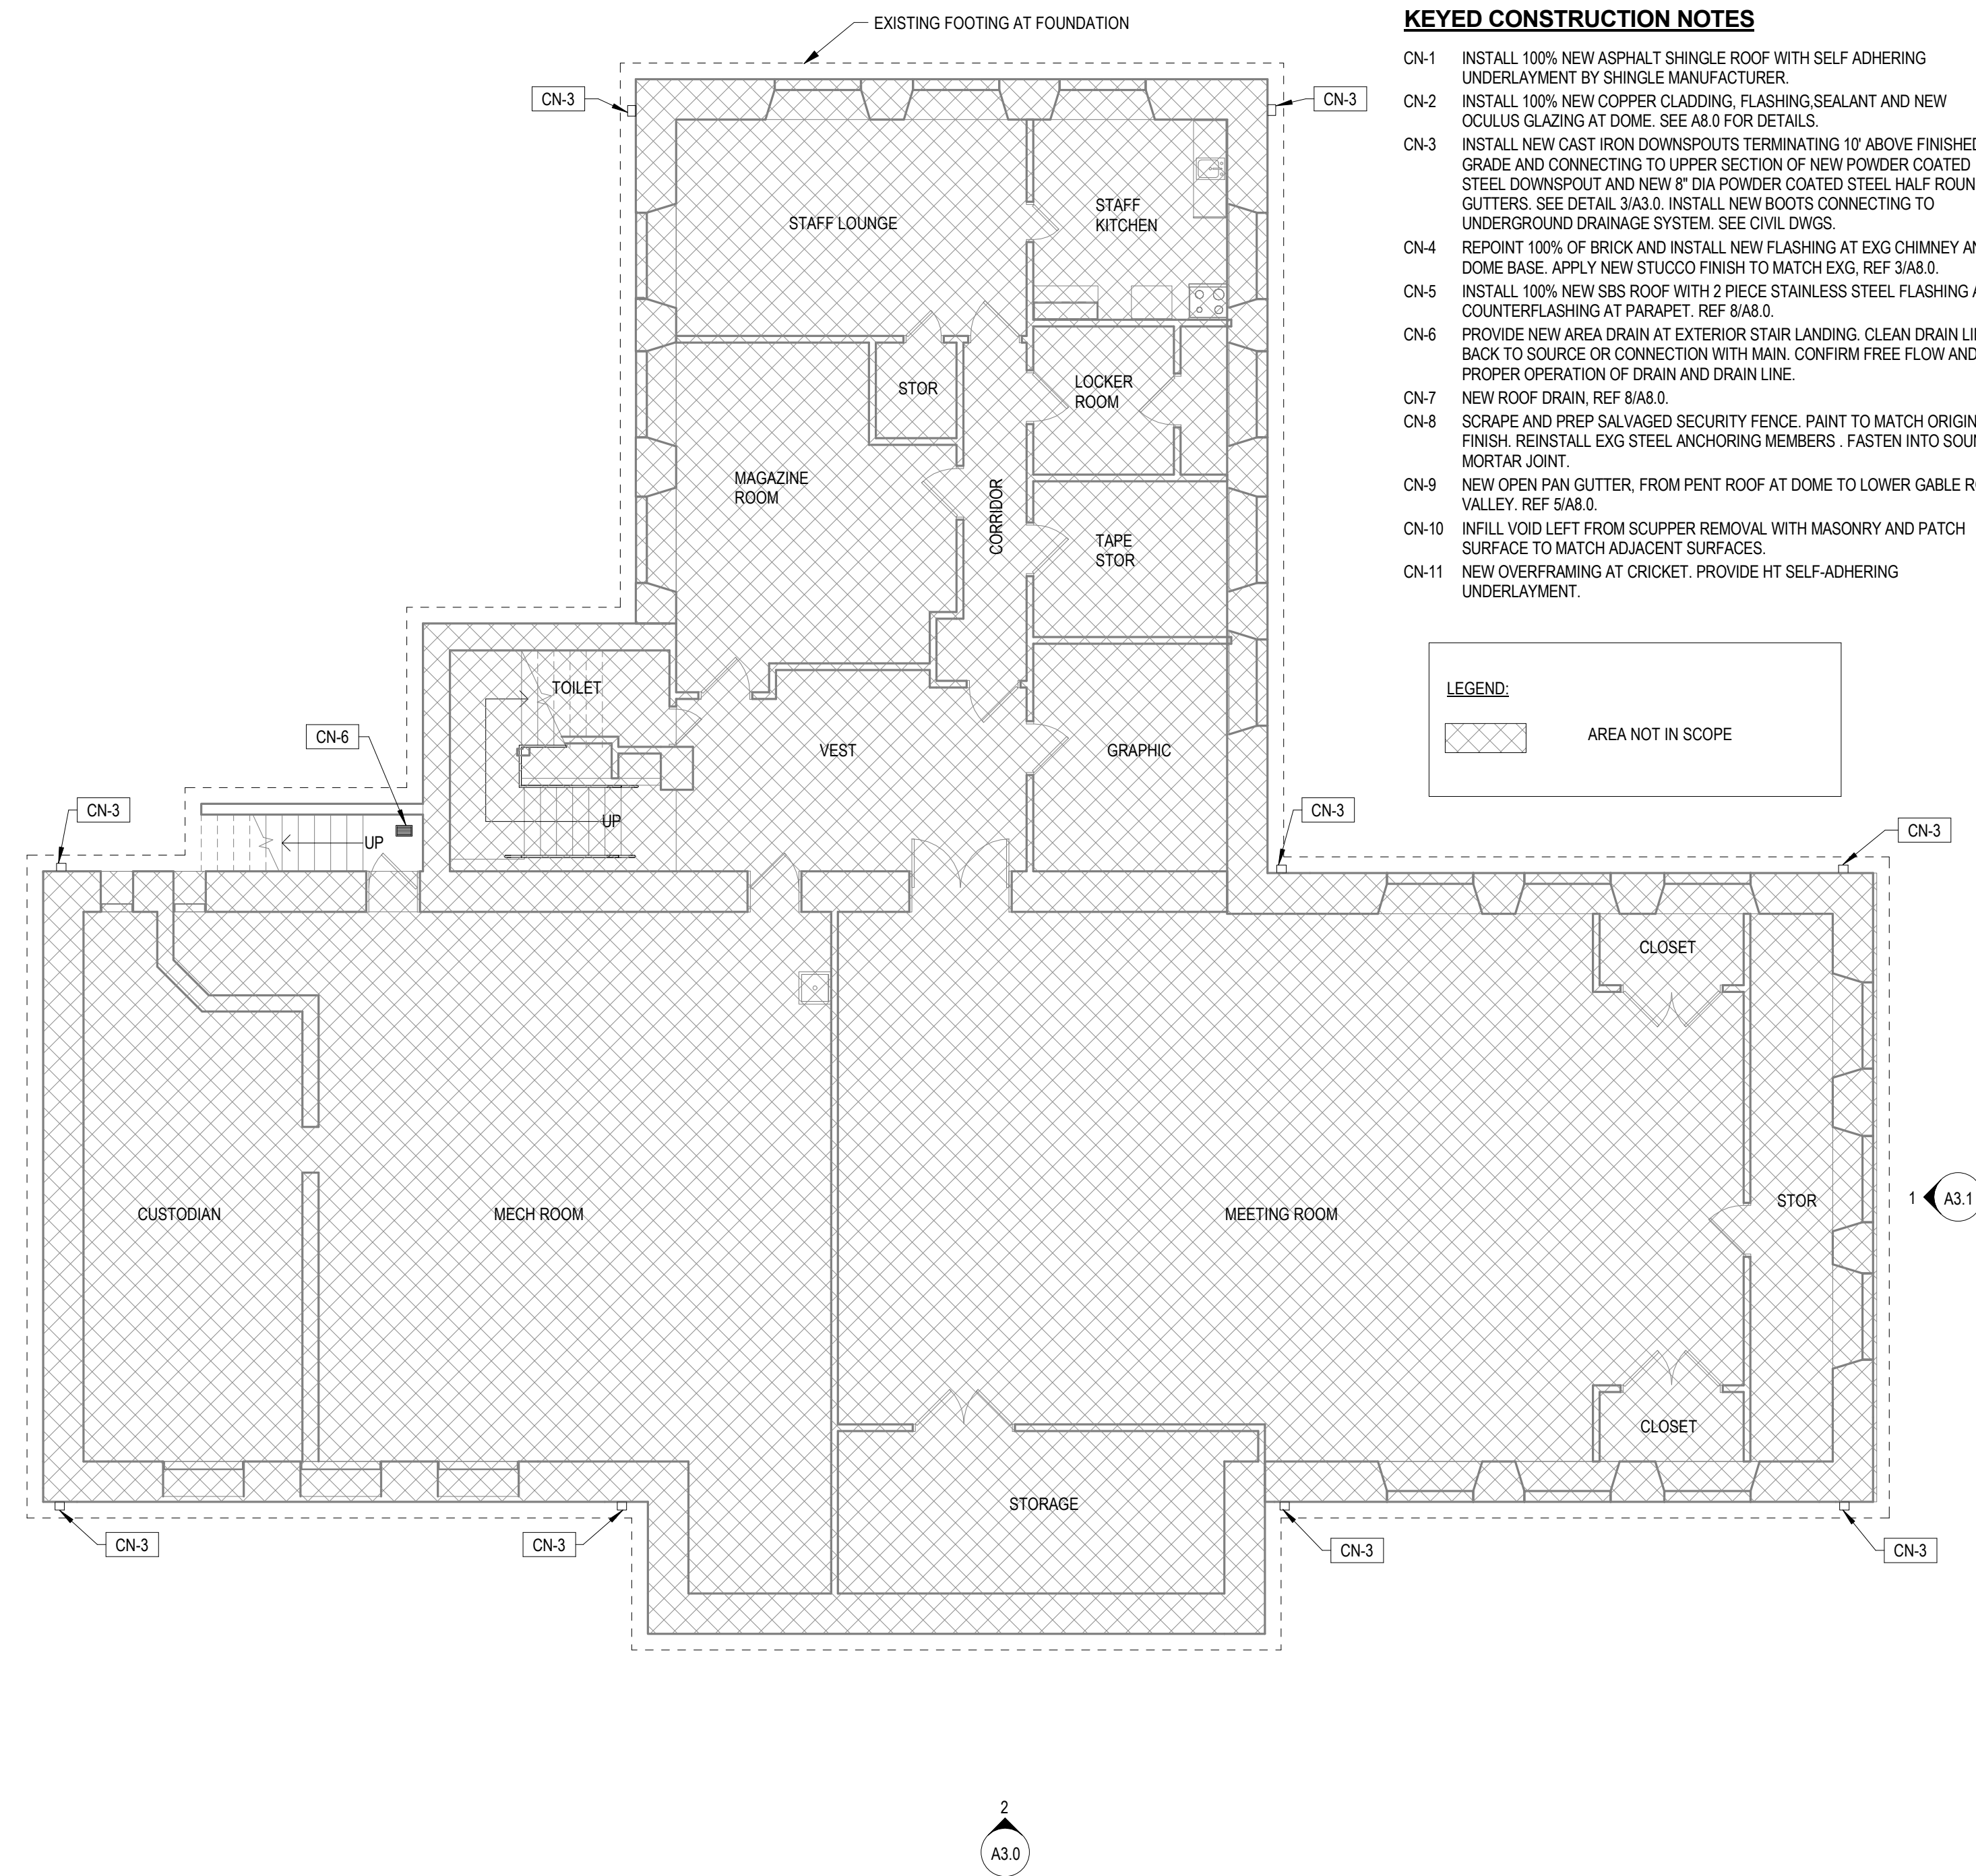 EXISTING FOOTING AT FOUNDATION
KEYED CONSTRUCTION NOTES
CN-1 INSTALL 100% NEW ASPHALT SHINGLE ROOF WITH SELF ADHERING
UNDERLAYMENT BY SHINGLE MANUFACTURER.
CN-2 INSTALL 100% NEW COPPER CLADDING, FLASHING,SEALANT AND NEW
OCULUS GLAZING AT DOME. SEE A8.0 FOR DETAILS.
CN-3 INSTALL NEW CAST IRON DOWNSPOUTS TERMINATING 10' ABOVE FINISHED
GRADE AND CONNECTING TO UPPER SECTION OF NEW POWDER COATED
STEEL DOWNSPOUT AND NEW 8" DIA POWDER COATED STEEL HALF ROUN
GUTTERS. SEE DETAIL 3/A3.0. INSTALL NEW BOOTS CONNECTING TO
UNDERGROUND DRAINAGE SYSTEM. SEE CIVIL DWGS.
CN-4 REPOINT 100% OF BRICK AND INSTALL NEW FLASHING AT EXG CHIMNEY AN
DOME BASE. APPLY NEW STUCCO FINISH TO MATCH EXG, REF 3/A8.0.
CN-5 INSTALL 100% NEW SBS ROOF WITH 2 PIECE STAINLESS STEEL FLASHING A
COUNTERFLASHING AT PARAPET. REF 8/A8.0.
CN-6 PROVIDE NEW AREA DRAIN AT EXTERIOR STAIR LANDING. CLEAN DRAIN LI
BACK TO SOURCE OR CONNECTION WITH MAIN. CONFIRM FREE FLOW AND
PROPER OPERATION OF DRAIN AND DRAIN LINE.
CN-7 NEW ROOF DRAIN, REF 8/A8.0.
CN-8 SCRAPE AND PREP SALVAGED SECURITY FENCE. PAINT TO MATCH ORIGIN
FINISH. REINSTALL EXG STEEL ANCHORING MEMBERS . FASTEN INTO SOU
MORTAR JOINT.
CN-9 NEW OPEN PAN GUTTER, FROM PENT ROOF AT DOME TO LOWER GABLE RO
VALLEY. REF 5/A8.0.
CN-10 INFILL VOID LEFT FROM SCUPPER REMOVAL WITH MASONRY AND PATCH
SURFACE TO MATCH ADJACENT SURFACES.
CN-11 NEW OVERFRAMING AT CRICKET. PROVIDE HT SELF-ADHERING
UNDERLAYMENT.
LEGEND:
AREA NOT IN SCOPE
CN-3
CN-3
STAFF LOUNGE
STAFF
KITCHEN
STOR
LOCKER
ROOM
MAGAZINE
ROOM
CORRIDOR
TAPE
STOR
TOILET
CN-6
VEST
GRAPHIC
CN-3
UP
UP
CN-3
CN-3
CLOSET
CUSTODIAN
MECH ROOM
MEETING ROOM
STOR
1
A3.1
CLOSET
STORAGE
CN-3
CN-3
CN-3
CN-3
2
A3.0